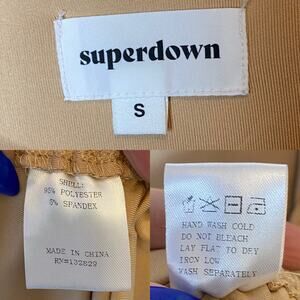 superdown
S
SHELL:
95% POLYESTER
5% SPANDEX
MADE IN CHINA
RN#132829
HAND WASH COLD
DO NOT BLEACH
LAY FLAT TO DRY
IRON LOW
WASH SEPARATELY